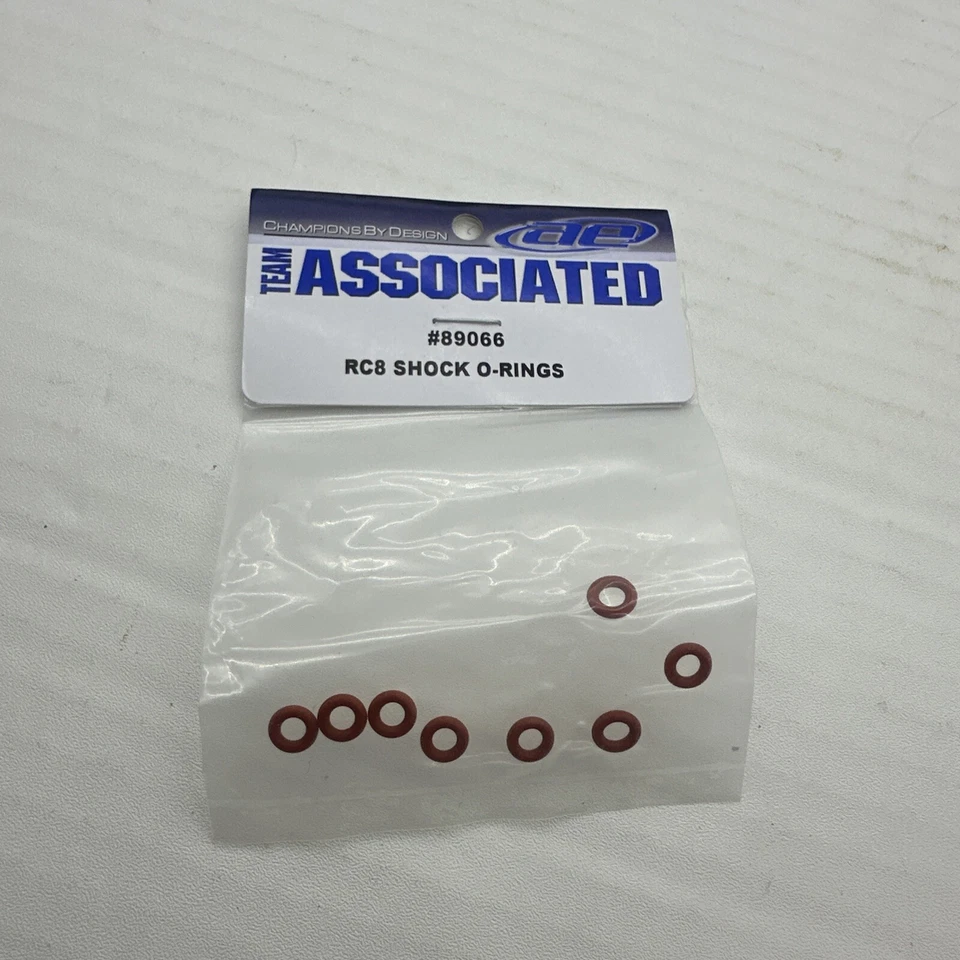 CHAMPIONS BY DESIGN
ae
TEAM ASSOCIATED
#89066
RC8 SHOCK O-RINGS